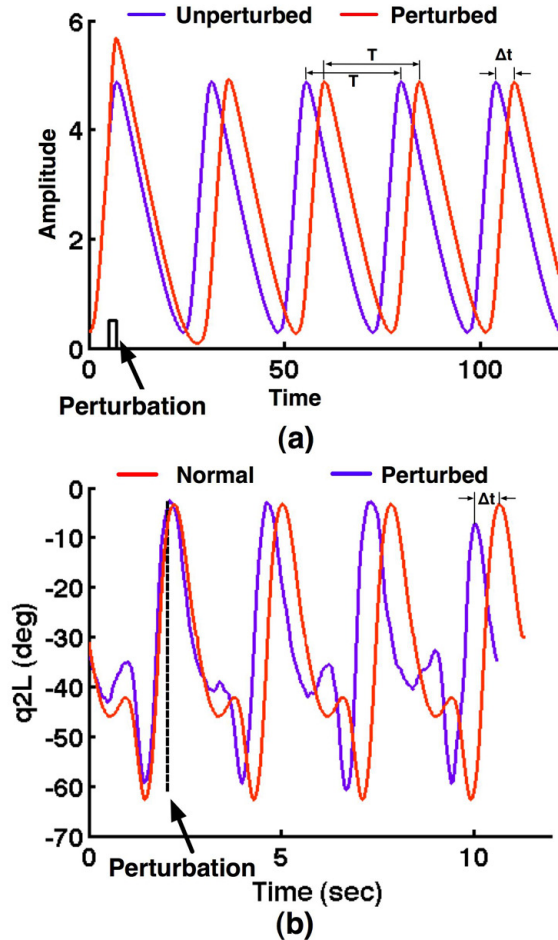 Unperturbed Perturbed
6
T
T
Δt
4
Amplitude
2
0
0 50 100
Time
Perturbation
(a)
Normal Perturbed
0
Δt
-10
-20
-30
q2L (deg)
-40
-50
-60
-70
0 5 10
Perturbation
Time (sec)
(b)